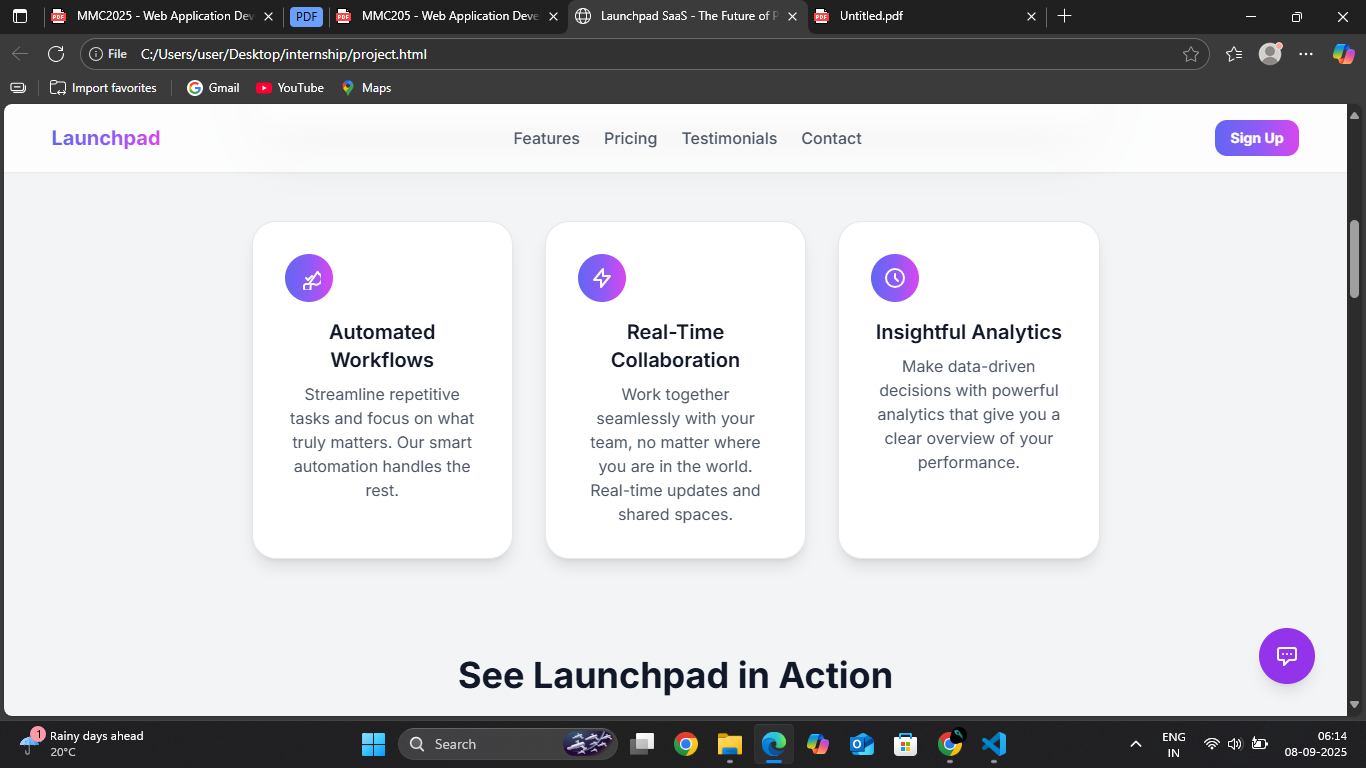 MMC2025 - Web Application Dev
PDF
MMC205 - Web Application Deve
Launchpad SaaS - The Future of P
Untitled.pdf
File
C:/Users/user/Desktop/internship/project.html
Import favorites
Gmail
YouTube
Maps
Launchpad
Features
Pricing
Testimonials
Contact
Sign Up
Automated
Workflows
Streamline repetitive
tasks and focus on what
truly matters. Our smart
automation handles the
rest.
Real-Time
Collaboration
Work together
seamlessly with your
team, no matter where
you are in the world.
Real-time updates and
shared spaces.
Insightful Analytics
Make data-driven
decisions with powerful
analytics that give you a
clear overview of your
performance.
See Launchpad in Action
1
Rainy days ahead
20°C
Search
ENG
IN
06:14
08-09-2025